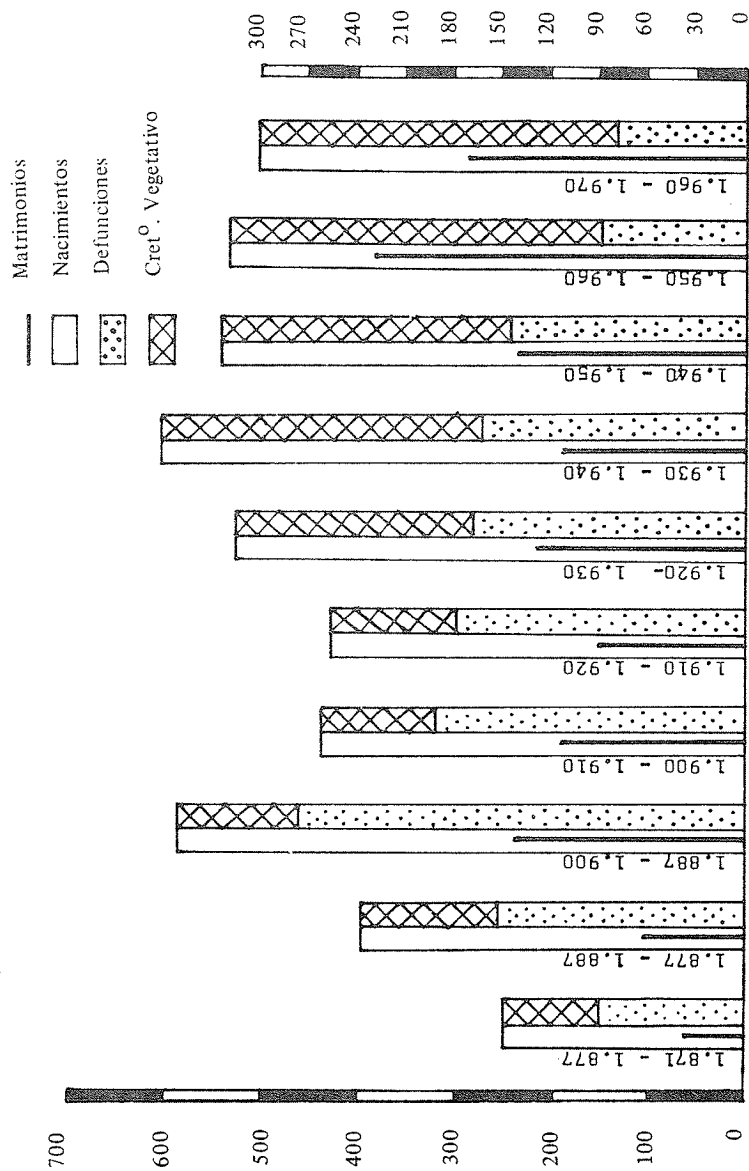 Matrimonios
Nacimientos
Defunciones
Cret⁰. Vegetativo
700
600
500
400
300
200
100
0
300
270
240
210
180
150
120
90
60
30
0
1.871 - 1.877
1.877 - 1.887
1.887 - 1.900
1.900 - 1.910
1.910 - 1.920
1.920- 1.930
1.930 - 1.940
1.940 - 1.950
1.950 - 1.960
1.960 - 1.970